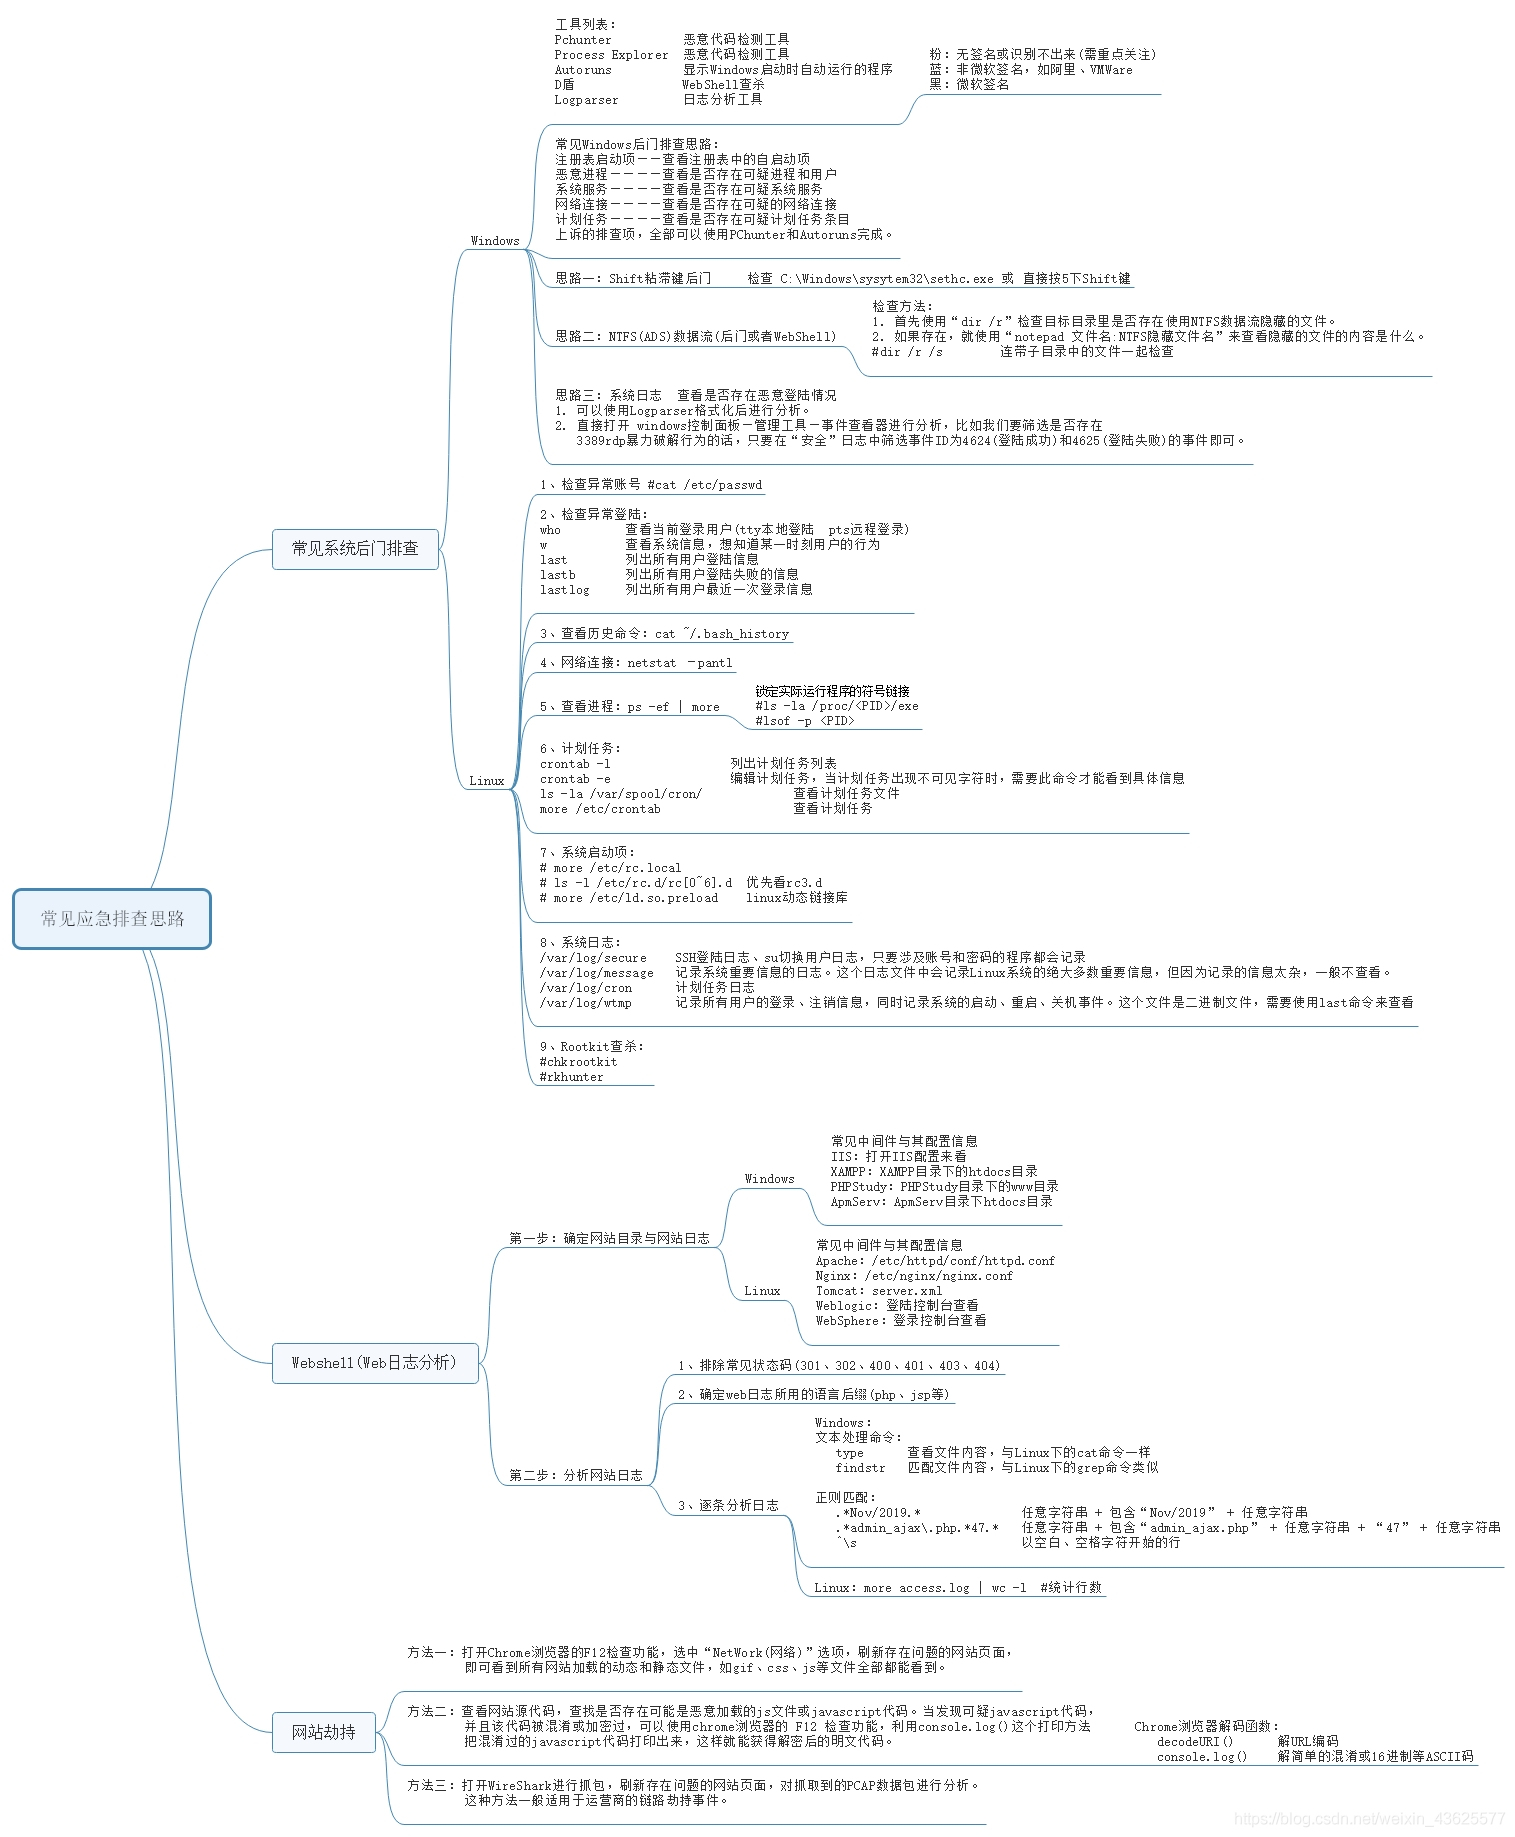 常见应急排查思路
常见系统后门排查
Windows
工具列表：
Pchunter 恶意代码检测工具
Process Explorer 恶意代码检测工具
Autoruns 显示Windows启动时自动运行的程序
D盾 WebShell查杀
Logparser 日志分析工具
粉：无签名或识别不出来(需重点关注)
蓝：非微软签名，如阿里、VMWare
黑：微软签名
常见Windows后门排查思路：
注册表启动项－－查看注册表中的自启动项
恶意进程－－－－查看是否存在可疑进程和用户
系统服务－－－－查看是否存在可疑系统服务
网络连接－－－－查看是否存在可疑的网络连接
计划任务－－－－查看是否存在可疑计划任务条目
上诉的排查项，全部可以使用PChunter和Autoruns完成。
思路一：Shift粘滞键后门 检查 C:\Windows\sysytem32\sethc.exe 或 直接按5下Shift键
思路二：NTFS(ADS)数据流(后门或者WebShell)
检查方法：
1. 首先使用“dir /r”检查目标目录里是否存在使用NTFS数据流隐藏的文件。
2. 如果存在，就使用“notepad 文件名:NTFS隐藏文件名”来查看隐藏的文件的内容是什么。
#dir /r /s 连带子目录中的文件一起检查
思路三：系统日志 查看是否存在恶意登陆情况
1. 可以使用Logparser格式化后进行分析。
2. 直接打开 windows控制面板－管理工具－事件查看器进行分析，比如我们要筛选是否存在
3389rdp暴力破解行为的话，只要在“安全”日志中筛选事件ID为4624(登陆成功)和4625(登陆失败)的事件即可。
Linux
1、检查异常账号 #cat /etc/passwd
2、检查异常登陆：
who 查看当前登录用户(tty本地登陆 pts远程登录)
w 查看系统信息，想知道某一时刻用户的行为
last 列出所有用户登陆信息
lastb 列出所有用户登陆失败的信息
lastlog 列出所有用户最近一次登录信息
3、查看历史命令：cat ~/.bash_history
4、网络连接：netstat －pantl
5、查看进程：ps -ef | more
锁定实际运行程序的符号链接
#ls -la /proc/<PID>/exe
#lsof -p <PID>
6、计划任务：
crontab -l 列出计划任务列表
crontab -e 编辑计划任务，当计划任务出现不可见字符时，需要此命令才能看到具体信息
ls -la /var/spool/cron/ 查看计划任务文件
more /etc/crontab 查看计划任务
7、系统启动项：
# more /etc/rc.local
# ls -l /etc/rc.d/rc[0~6].d 优先看rc3.d
# more /etc/ld.so.preload linux动态链接库
8、系统日志：
/var/log/secure SSH登陆日志、su切换用户日志，只要涉及账号和密码的程序都会记录
/var/log/message 记录系统重要信息的日志。这个日志文件中会记录Linux系统的绝大多数重要信息，但因为记录的信息太杂，一般不查看。
/var/log/cron 计划任务日志
/var/log/wtmp 记录所有用户的登录、注销信息，同时记录系统的启动、重启、关机事件。这个文件是二进制文件，需要使用last命令来查看
9、Rootkit查杀：
#chkrootkit
#rkhunter
Webshell(Web日志分析)
第一步：确定网站目录与网站日志
Windows
常见中间件与其配置信息
IIS：打开IIS配置来看
XAMPP：XAMPP目录下的htdocs目录
PHPStudy：PHPStudy目录下的www目录
ApmServ：ApmServ目录下htdocs目录
Linux
常见中间件与其配置信息
Apache：/etc/httpd/conf/httpd.conf
Nginx：/etc/nginx/nginx.conf
Tomcat：server.xml
Weblogic：登陆控制台查看
WebSphere：登录控制台查看
第二步：分析网站日志
1、排除常见状态码(301、302、400、401、403、404)
2、确定web日志所用的语言后缀(php、jsp等)
3、逐条分析日志
Windows：
文本处理命令：
type 查看文件内容，与Linux下的cat命令一样
findstr 匹配文件内容，与Linux下的grep命令类似
正则匹配：
.*Nov/2019.* 任意字符串 + 包含“Nov/2019” + 任意字符串
.*admin_ajax\.php.*47.* 任意字符串 + 包含“admin_ajax.php” + 任意字符串 + “47” + 任意字符串
^\s 以空白、空格字符开始的行
Linux：more access.log | wc -l #统计行数
网站劫持
方法一：打开Chrome浏览器的F12检查功能，选中“NetWork(网络)”选项，刷新存在问题的网站页面，
即可看到所有网站加载的动态和静态文件，如gif、css、js等文件全部都能看到。
方法二：查看网站源代码，查找是否存在可能是恶意加载的js文件或javascript代码。当发现可疑javascript代码，
并且该代码被混淆或加密过，可以使用chrome浏览器的 F12 检查功能，利用console.log()这个打印方法
把混淆过的javascript代码打印出来，这样就能获得解密后的明文代码。
Chrome浏览器解码函数：
decodeURI() 解URL编码
console.log() 解简单的混淆或16进制等ASCII码
方法三：打开WireShark进行抓包，刷新存在问题的网站页面，对抓取到的PCAP数据包进行分析。
这种方法一般适用于运营商的链路劫持事件。
https://blog.csdn.net/weixin_43625577